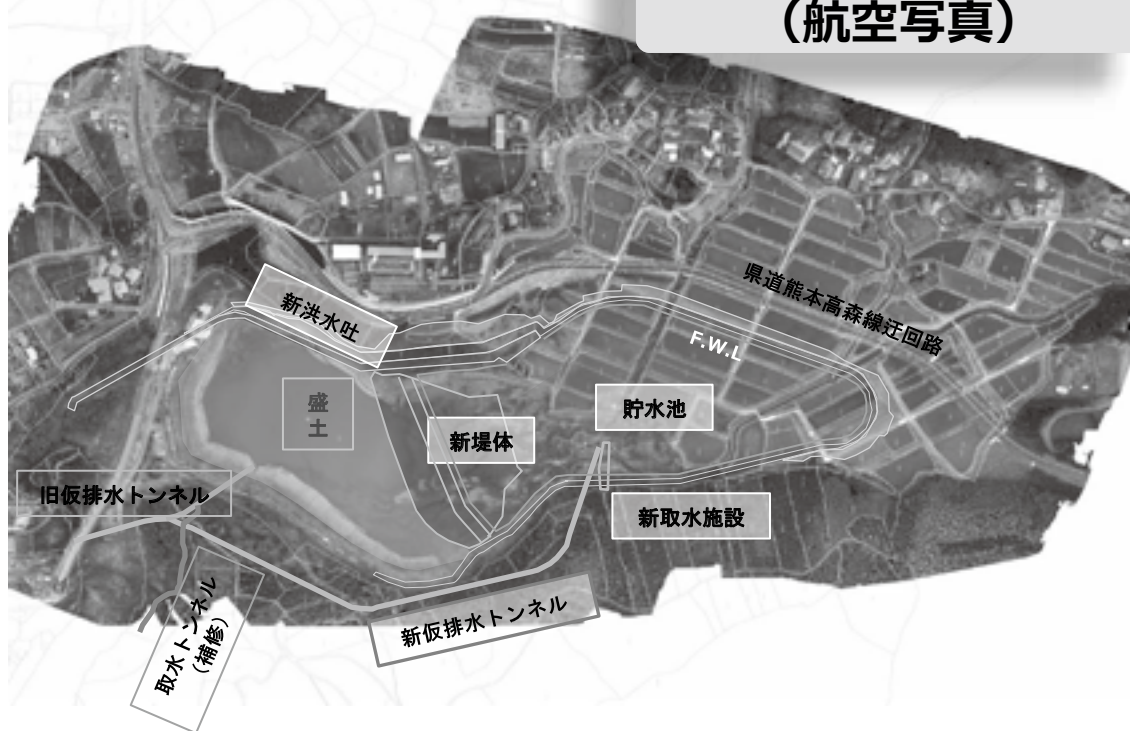 （航空写真）
県道熊本高森線迂回路
新洪水吐
F.W.L
盛
土
貯水池
新堤体
旧仮排水トンネル
新取水施設
取水トンネル
（補修）
新仮排水トンネル